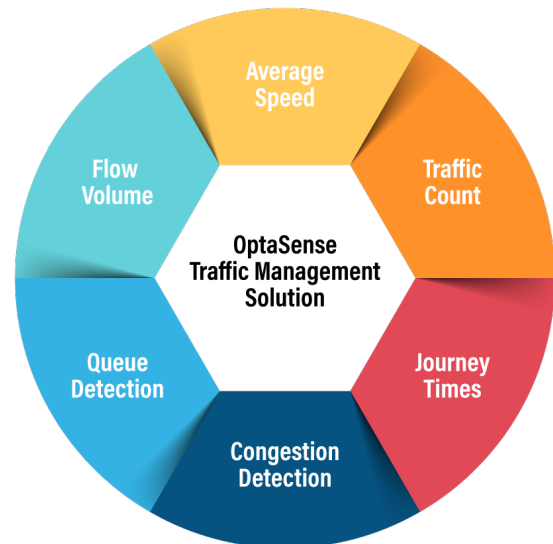 Average
Speed
Traffic
Count
Journey
Times
Congestion
Detection
Queue
Detection
Flow
Volume
OptaSense
Traffic Management
Solution